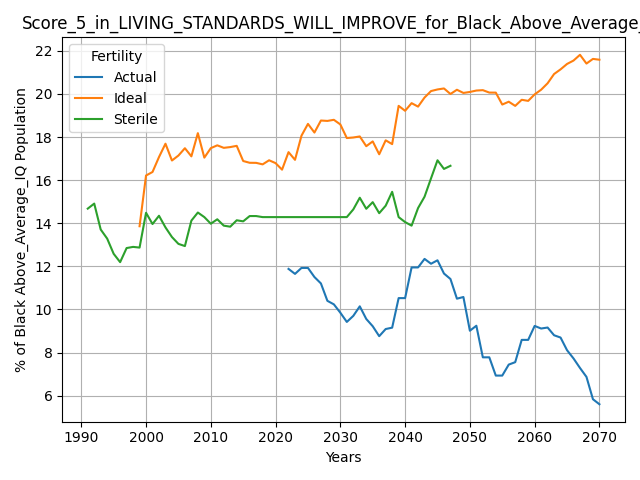 Score_5_in_LIVING_STANDARDS_WILL_IMPROVE_for_Black_Above_Average_
Fertility
Actual
Ideal
Sterile
% of Black Above_Average_IQ Population
22
20
18
16
14
12
10
8
6
1990 2000 2010 2020 2030 2040 2050 2060 2070
Years